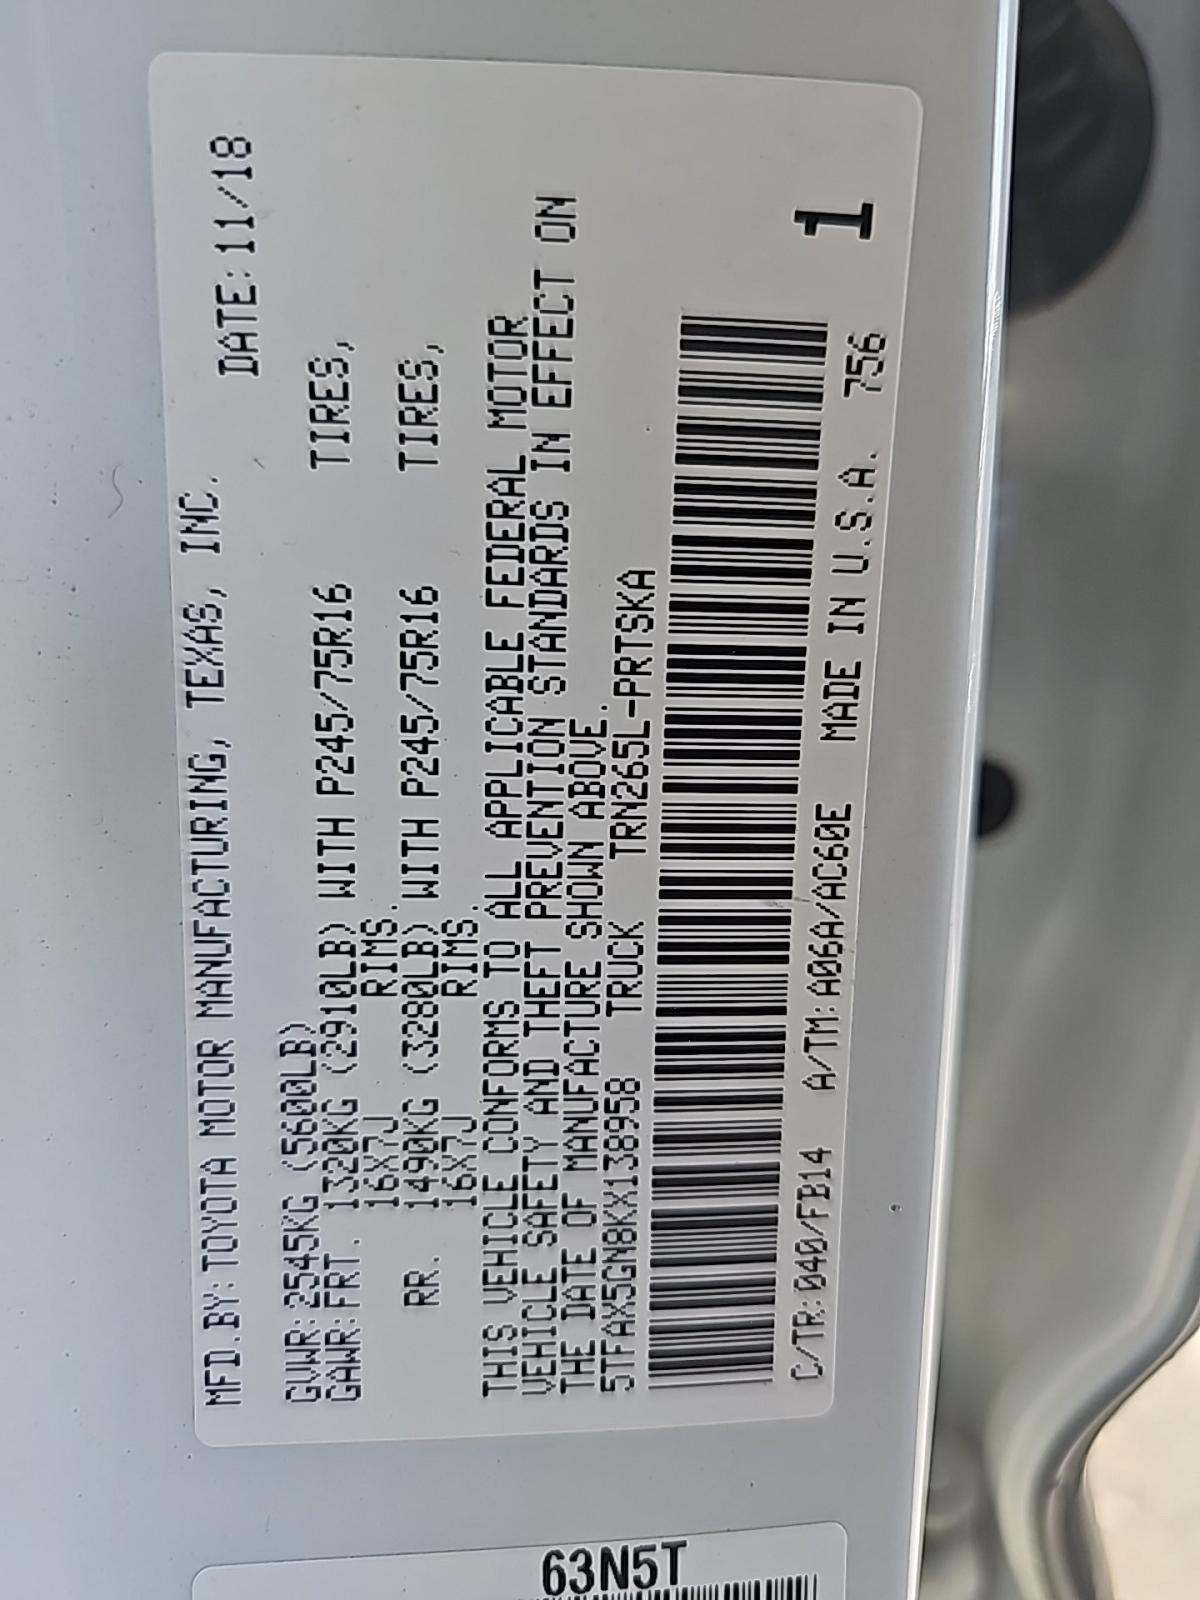 MFD.BY:TOYOTA MOTOR MANUFACTURING, TEXAS, INC.
DATE:11/18
GVWR:2545KG (5600LB)
GAWR:FRT. 1320KG (2910LB) WITH P245/75R16 TIRES,
16X7J RIMS.
RR. 1490KG (3280LB) WITH P245/75R16 TIRES,
16X7J RIMS.
THIS VEHICLE CONFORMS TO ALL APPLICABLE FEDERAL MOTOR
VEHICLE SAFETY AND THEFT PREVENTION STANDARDS IN EFFECT ON
THE DATE OF MANUFACTURE SHOWN ABOVE.
5TFAX5GN8KX138958 TRUCK TRN265L-PRTSKA
1
C/TR:040/FB14 A/TM:A06A/AC60E MADE IN U.S.A. 756
63N5T